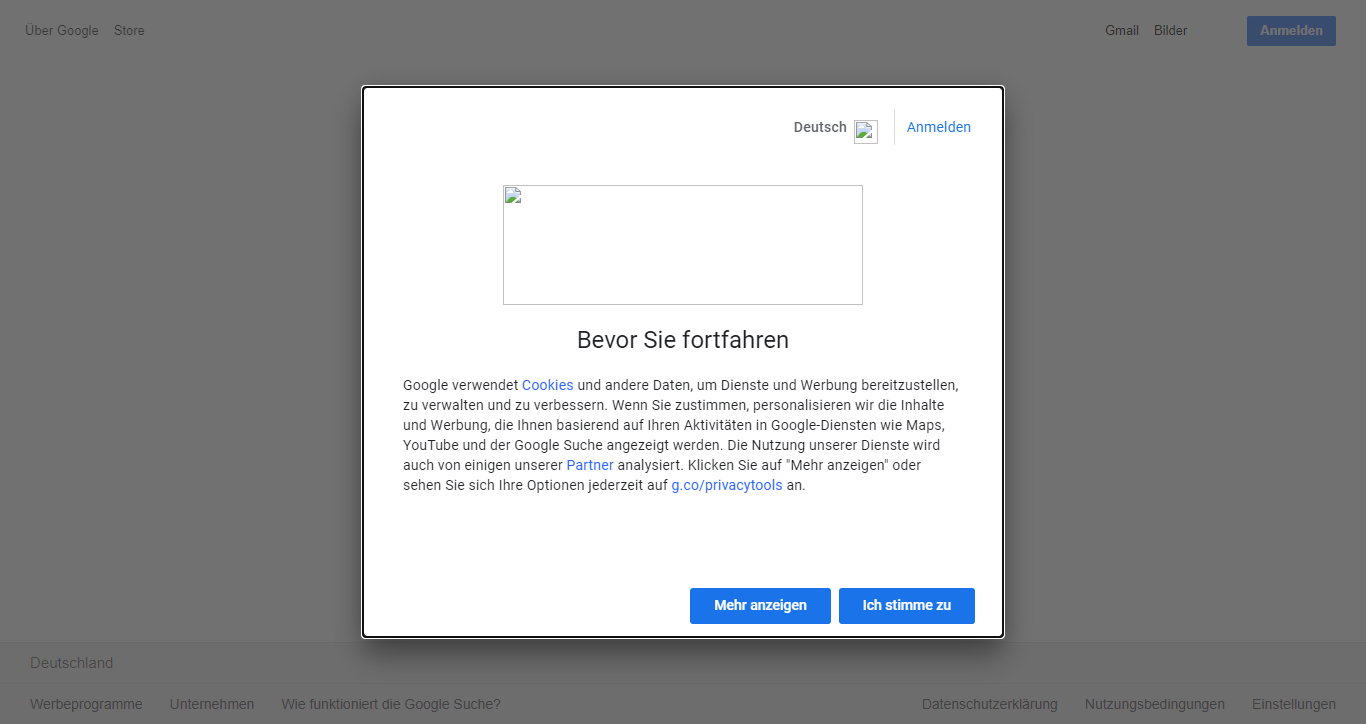 Über Google Store Gmail Bilder Anmelden
Deutsch Anmelden
Bevor Sie fortfahren
Google verwendet Cookies und andere Daten, um Dienste und Werbung bereitzustellen,
zu verwalten und zu verbessern. Wenn Sie zustimmen, personalisieren wir die Inhalte
und Werbung, die Ihnen basierend auf Ihren Aktivitäten in Google-Diensten wie Maps,
YouTube und der Google Suche angezeigt werden. Die Nutzung unserer Dienste wird
auch von einigen unserer Partner analysiert. Klicken Sie auf "Mehr anzeigen" oder
sehen Sie sich Ihre Optionen jederzeit auf g.co/privacytools an.
Mehr anzeigen Ich stimme zu
Deutschland
Werbeprogramme Unternehmen Wie funktioniert die Google Suche? Datenschutzerklärung Nutzungsbedingungen Einstellungen